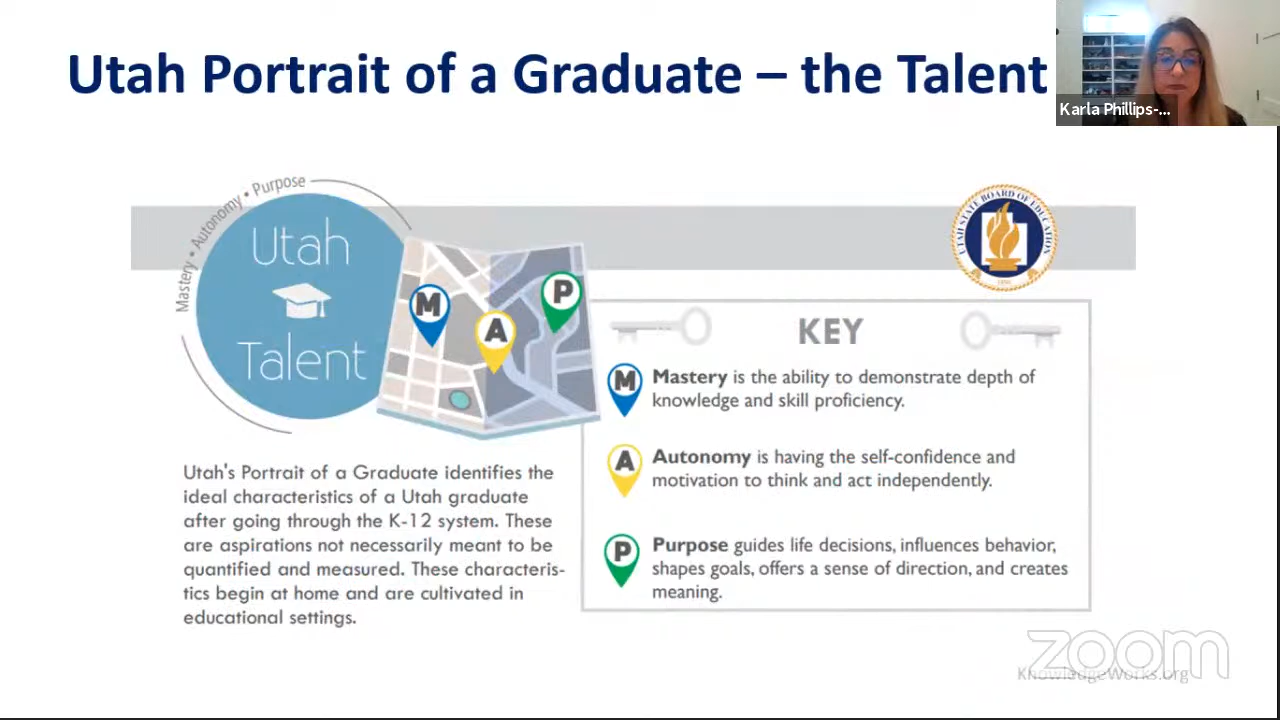 Utah Portrait of a Graduate – the Talent
Karla Phillips-...
Mastery • Autonomy • Purpose
Utah
Talent
M
A
P
UTAH STATE BOARD OF EDUCATION
KEY
M
Mastery is the ability to demonstrate depth of
knowledge and skill proficiency.
A
Autonomy is having the self-confidence and
motivation to think and act independently.
P
Purpose guides life decisions, influences behavior,
shapes goals, offers a sense of direction, and creates
meaning.
Utah's Portrait of a Graduate identifies the
ideal characteristics of a Utah graduate
after going through the K-12 system. These
are aspirations not necessarily meant to be
quantified and measured. These characteris-
tics begin at home and are cultivated in
educational settings.
zoom
KnowledgeWorks.org